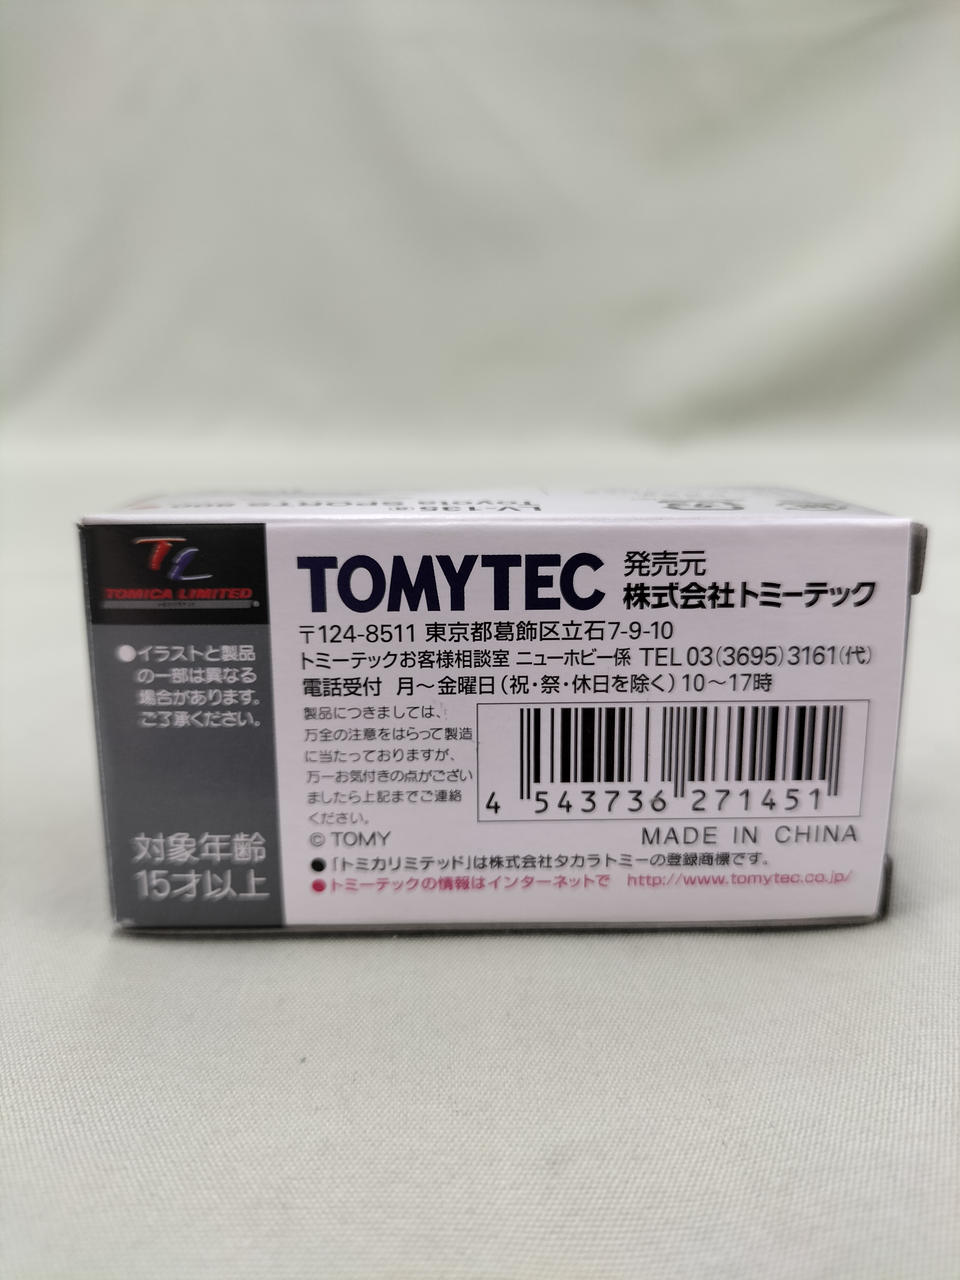 LV-135(a)
Toyota SPORTS 800
TL
TOMICA LIMITED
●イラストと製品
の一部は異なる
場合があります。
ご了承ください。
対象年齢
15才以上
TOMYTEC 発売元
株式会社トミーテック
〒124-8511 東京都葛飾区立石7-9-10
トミーテックお客様相談室 ニューホビー係 TEL 03(3695)3161(代)
電話受付 月～金曜日(祝・祭・休日を除く)10～17時
製品につきましては、
万全の注意をはらって製造
に当たっておりますが、
万一お気付きの点がござい
ましたら上記までご連絡
ください。
4 543736 271451
© TOMY MADE IN CHINA
●「トミカリミテッド」は株式会社タカラトミーの登録商標です。
●トミーテックの情報はインターネットで http://www.tomytec.co.jp/